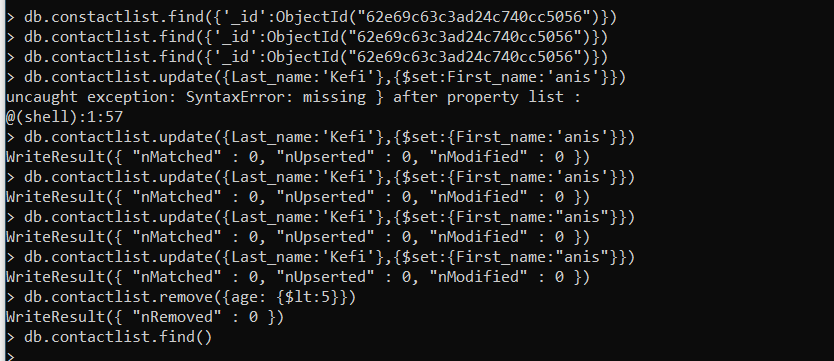 > db.constactlist.find({'_id':ObjectId("62e69c63c3ad24c740cc5056")})
> db.contactlist.find({'_id':ObjectId("62e69c63c3ad24c740cc5056")})
> db.contactlist.find({'_id':ObjectId("62e69c63c3ad24c740cc5056")})
> db.contactlist.update({Last_name:'Kefi'},{$set:First_name:'anis'}})
uncaught exception: SyntaxError: missing } after property list :
@(shell):1:57
> db.contactlist.update({Last_name:'Kefi'},{$set:{First_name:'anis'}})
WriteResult({ "nMatched" : 0, "nUpserted" : 0, "nModified" : 0 })
> db.contactlist.update({Last_name:'Kefi'},{$set:{First_name:'anis'}})
WriteResult({ "nMatched" : 0, "nUpserted" : 0, "nModified" : 0 })
> db.contactlist.update({Last_name:'Kefi'},{$set:{First_name:"anis"}})
WriteResult({ "nMatched" : 0, "nUpserted" : 0, "nModified" : 0 })
> db.contactlist.update({Last_name:'Kefi'},{$set:{First_name:"anis"}})
WriteResult({ "nMatched" : 0, "nUpserted" : 0, "nModified" : 0 })
> db.contactlist.remove({age: {$lt:5}})
WriteResult({ "nRemoved" : 0 })
> db.contactlist.find()
>